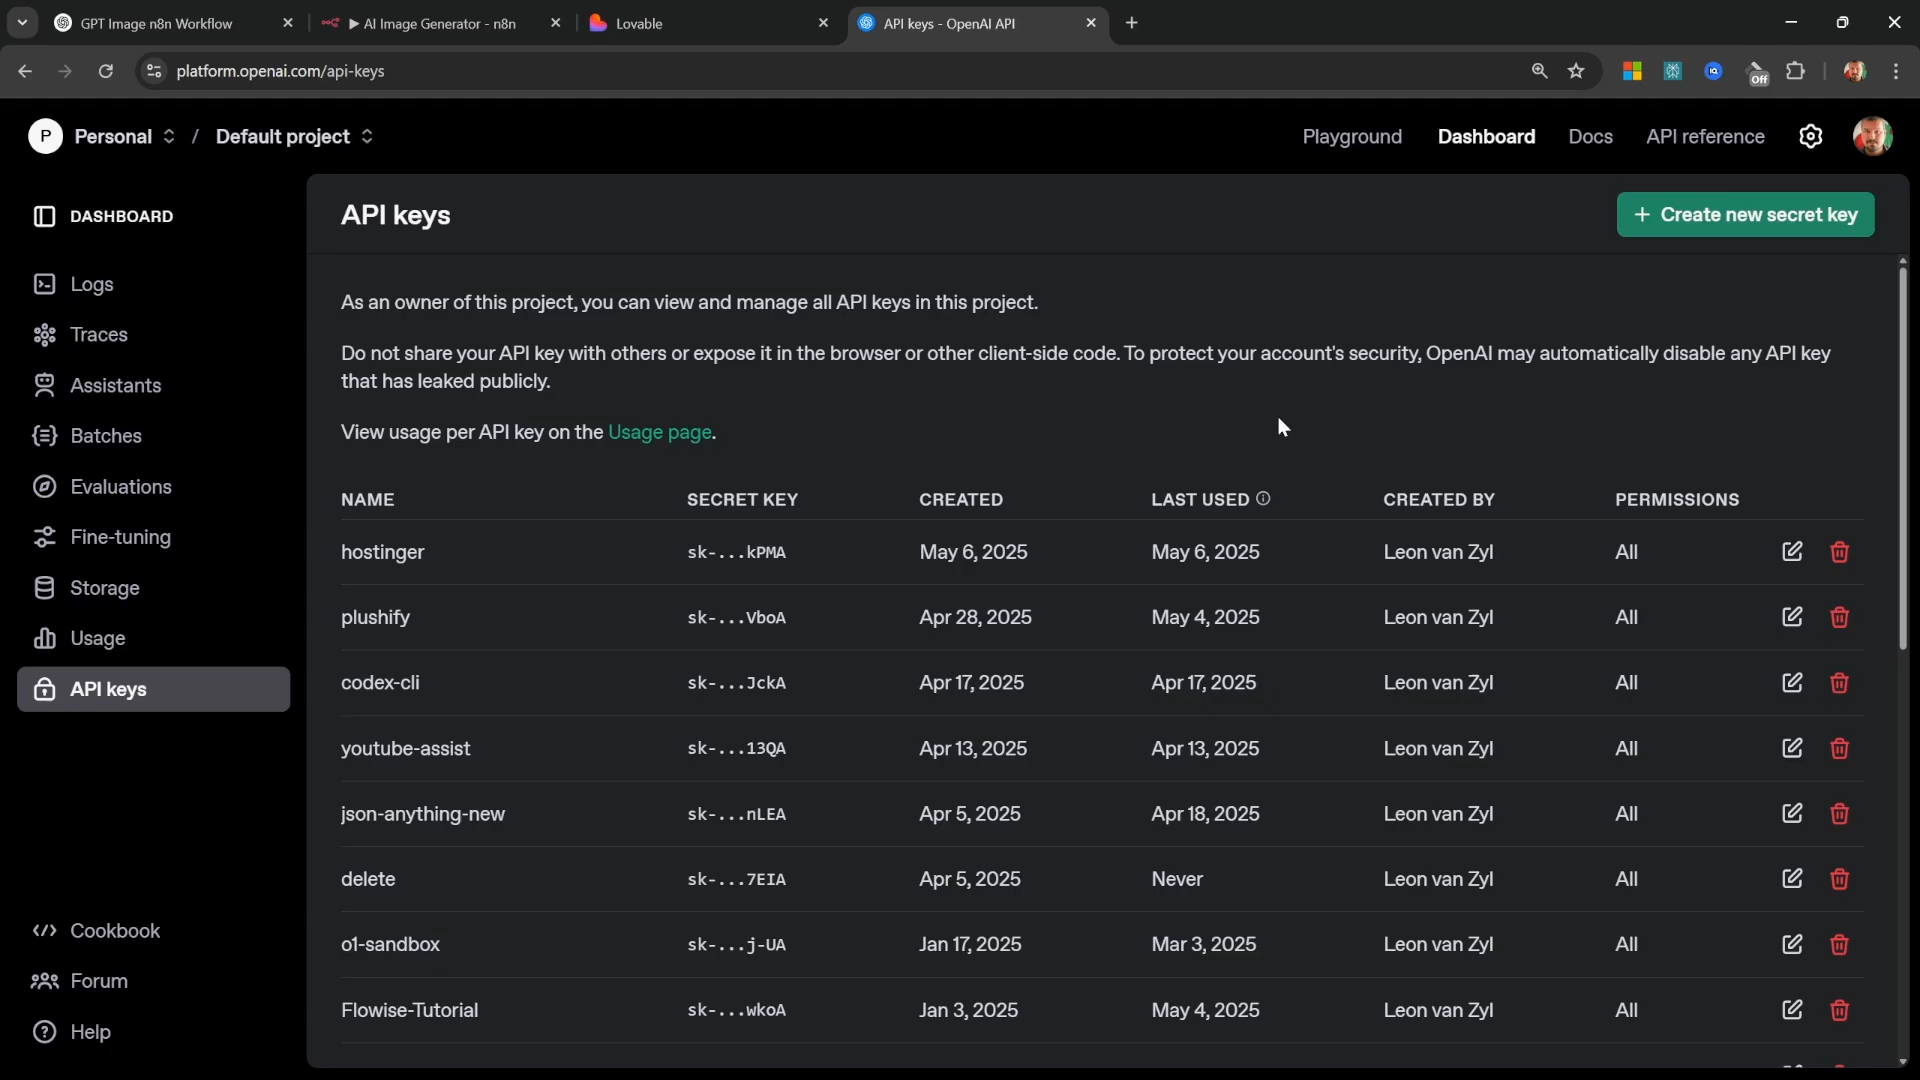 GPT Image n8n Workflow
▶ AI Image Generator - n8n
Lovable
API keys - OpenAI API
platform.openai.com/api-keys
Off
P Personal / Default project
Playground
Dashboard
Docs
API reference
DASHBOARD
Logs
Traces
Assistants
Batches
Evaluations
Fine-tuning
Storage
Usage
API keys
Cookbook
Forum
Help
API keys
+ Create new secret key
As an owner of this project, you can view and manage all API keys in this project.
Do not share your API key with others or expose it in the browser or other client-side code. To protect your account's security, OpenAI may automatically disable any API key
that has leaked publicly.
View usage per API key on the Usage page.
NAME SECRET KEY CREATED LAST USED CREATED BY PERMISSIONS
hostinger sk-...kPMA May 6, 2025 May 6, 2025 Leon van Zyl All
plushify sk-...VboA Apr 28, 2025 May 4, 2025 Leon van Zyl All
codex-cli sk-...JckA Apr 17, 2025 Apr 17, 2025 Leon van Zyl All
youtube-assist sk-...13QA Apr 13, 2025 Apr 13, 2025 Leon van Zyl All
json-anything-new sk-...nLEA Apr 5, 2025 Apr 18, 2025 Leon van Zyl All
delete sk-...7EIA Apr 5, 2025 Never Leon van Zyl All
o1-sandbox sk-...j-UA Jan 17, 2025 Mar 3, 2025 Leon van Zyl All
Flowise-Tutorial sk-...wkoA Jan 3, 2025 May 4, 2025 Leon van Zyl All